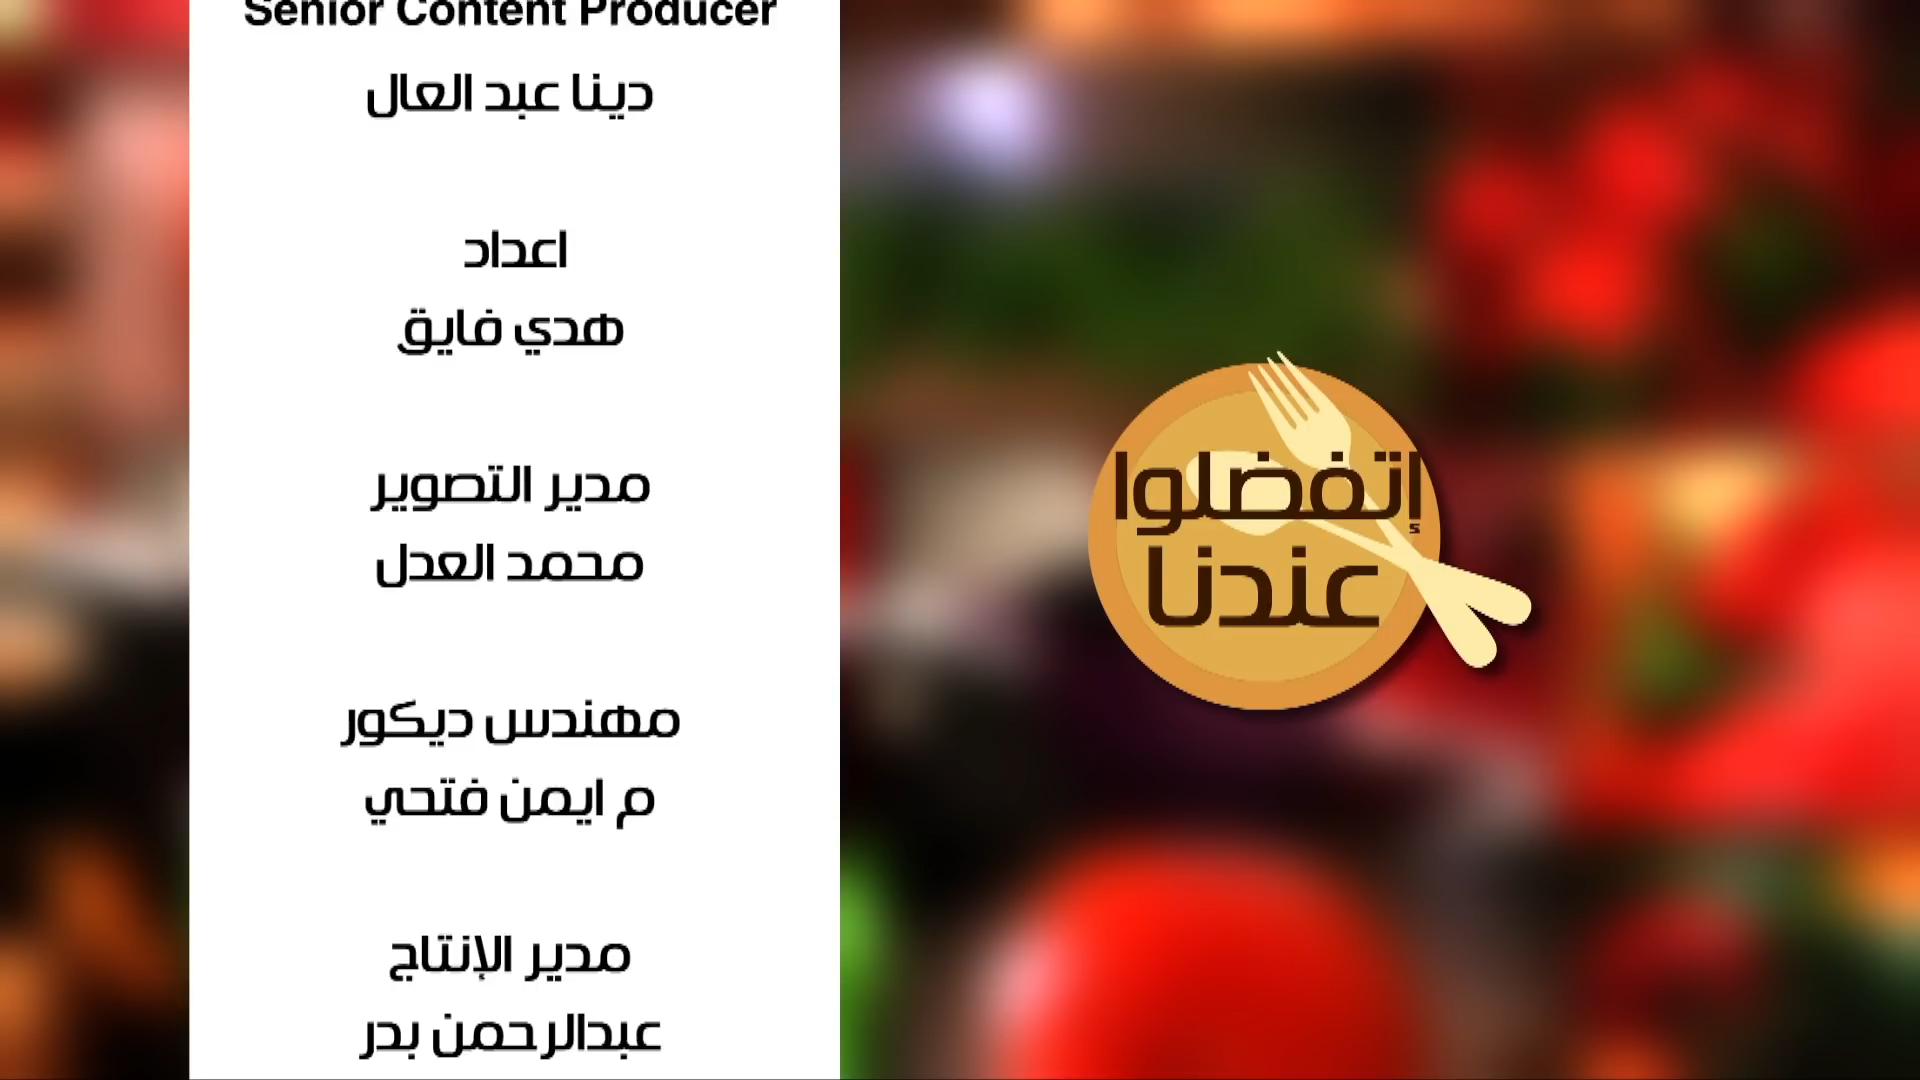 Senior Content Producer
دينا عبد العال
اعداد
هدي فايق
مدير التصوير
محمد العدل
مهندس ديكور
م ايمن فتحي
مدير الإنتاج
عبدالرحمن بدر
إتفضلوا
عندنا